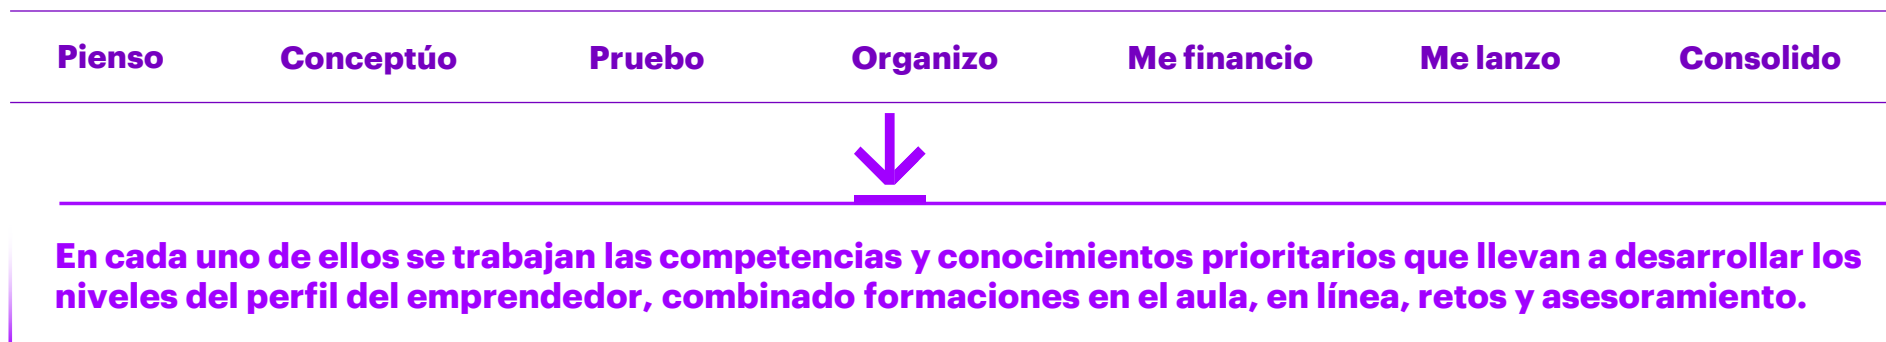 Pienso Conceptúo Pruebo Organizo Me financio Me lanzo Consolido
En cada uno de ellos se trabajan las competencias y conocimientos prioritarios que llevan a desarrollar los
niveles del perfil del emprendedor, combinado formaciones en el aula, en línea, retos y asesoramiento.